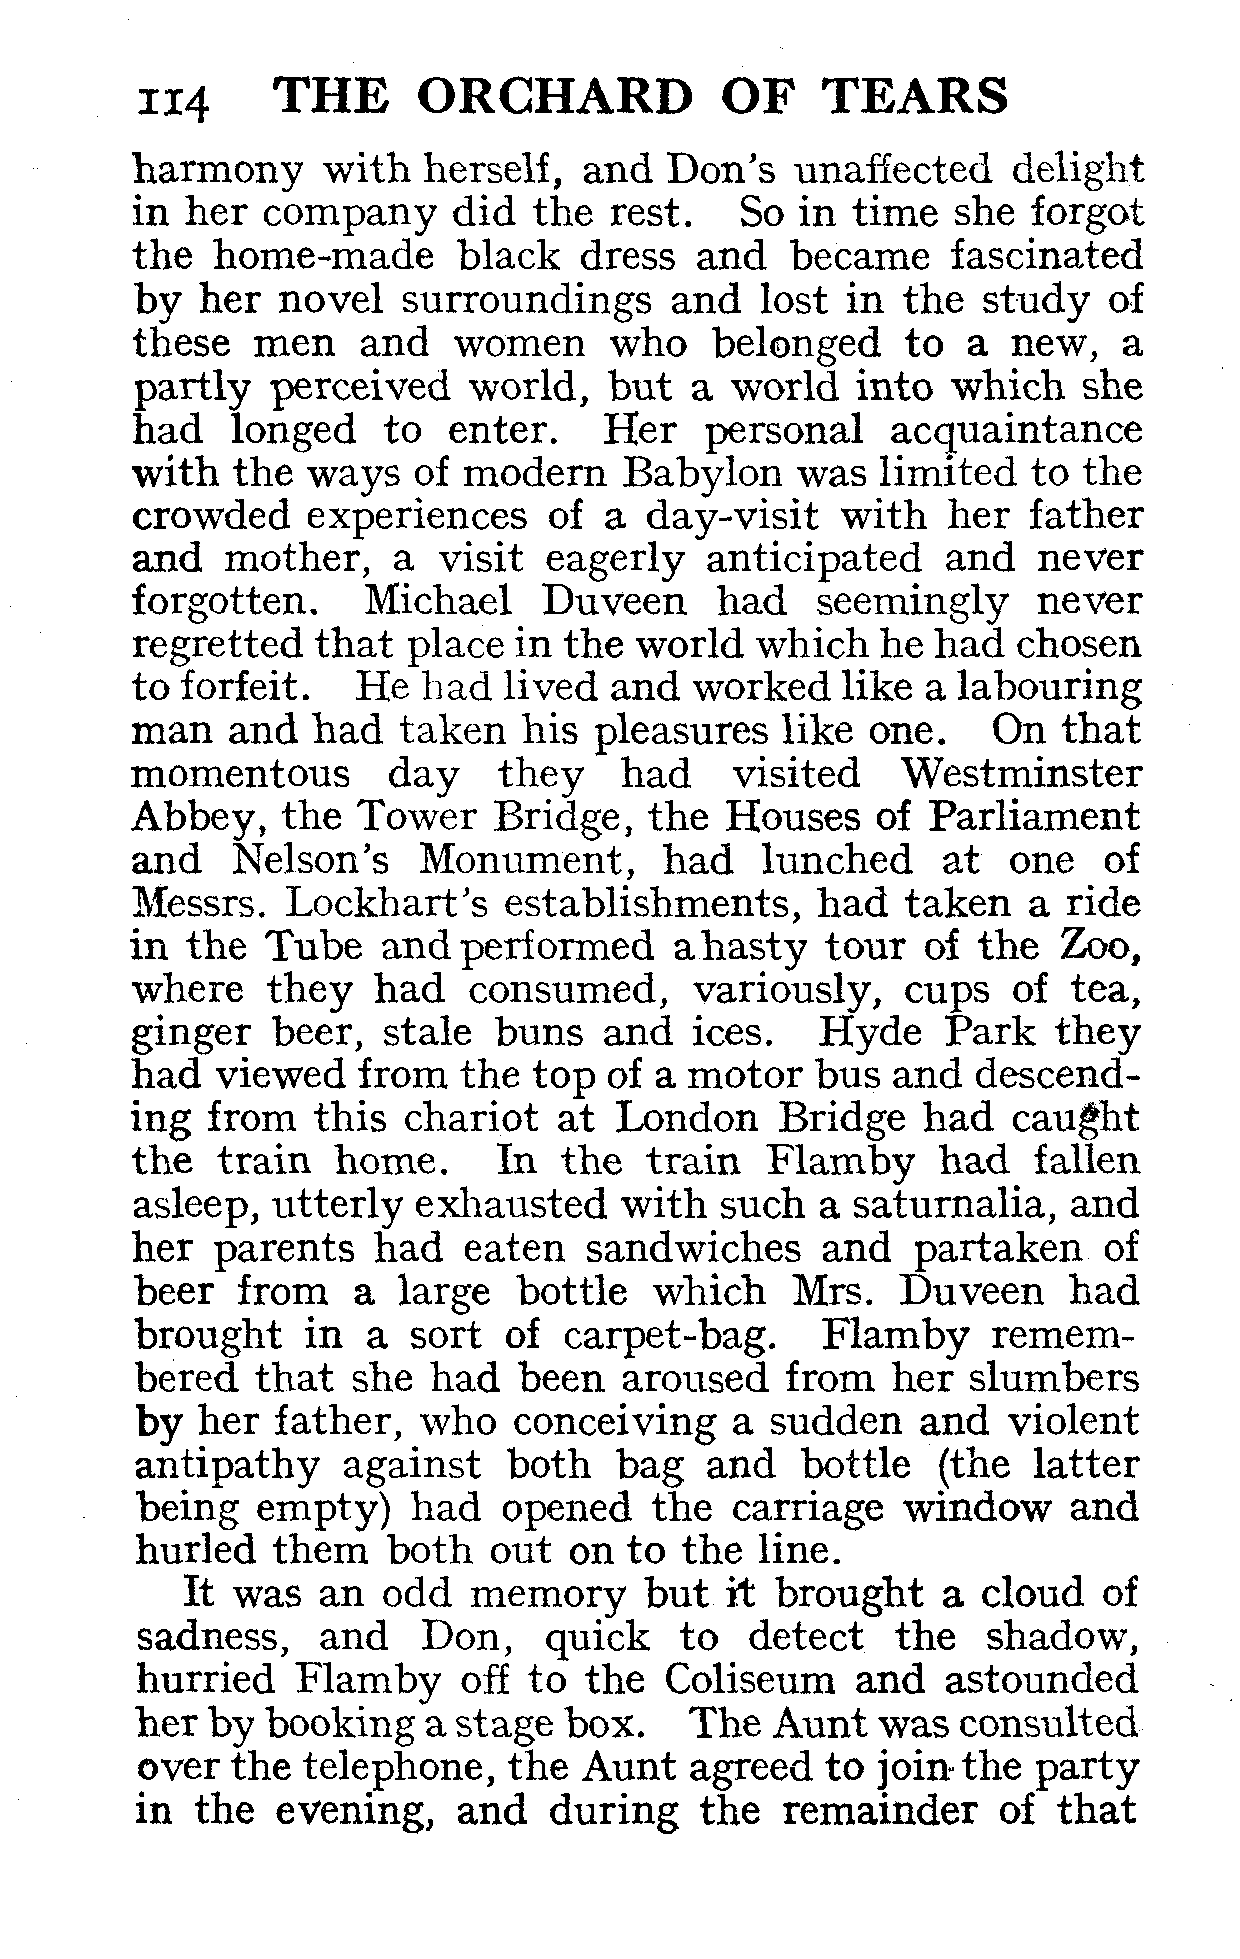 114 THE ORCHARD OF TEARS
harmony with herself, and Don's unaffected delight
in her company did the rest. So in time she forgot
the home-made black dress and became fascinated
by her novel surroundings and lost in the study of
these men and women who belonged to a new, a
partly perceived world, but a world into which she
had longed to enter. Her personal acquaintance
with the ways of modern Babylon was limited to the
crowded experiences of a day-visit with her father
and mother, a visit eagerly anticipated and never
forgotten. Michael Duveen had seemingly never
regretted that place in the world which he had chosen
to forfeit. He had lived and worked like a labouring
man and had taken his pleasures like one. On that
momentous day they had visited Westminster
Abbey, the Tower Bridge, the Houses of Parliament
and Nelson's Monument, had lunched at one of
Messrs. Lockhart's establishments, had taken a ride
in the Tube and performed a hasty tour of the Zoo,
where they had consumed, variously, cups of tea,
ginger beer, stale buns and ices. Hyde Park they
had viewed from the top of a motor bus and descend-
ing from this chariot at London Bridge had caught
the train home. In the train Flamby had fallen
asleep, utterly exhausted with such a saturnalia, and
her parents had eaten sandwiches and partaken of
beer from a large bottle which Mrs. Duveen had
brought in a sort of carpet-bag. Flamby remem-
bered that she had been aroused from her slumbers
by her father, who conceiving a sudden and violent
antipathy against both bag and bottle (the latter
being empty) had opened the carriage window and
hurled them both out on to the line.
It was an odd memory but it brought a cloud of
sadness, and Don, quick to detect the shadow,
hurried Flamby off to the Coliseum and astounded
her by booking a stage box. The Aunt was consulted
over the telephone, the Aunt agreed to join the party
in the evening, and during the remainder of that